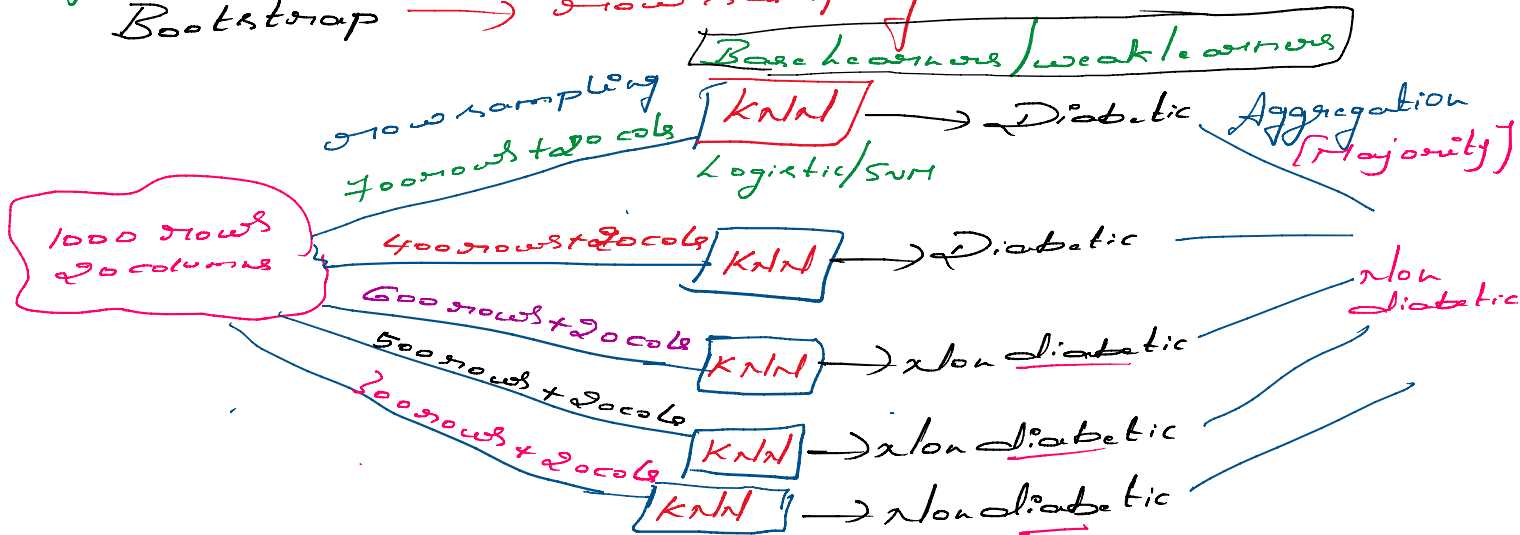 Bootstrap → row
Base Learners/weak learners
row sampling
700 rows + 20 cols
KNN → Diabetic
Aggregation
[Majority]
Logistic/SVM
1000 rows
20 columns
400 rows + 20 cols
KNN → Diabetic
600 rows + 20 cols
KNN → Non diabetic
Non
diabetic
500 rows + 20 cols
KNN → Non diabetic
300 rows + 20 cols
KNN → Non diabetic